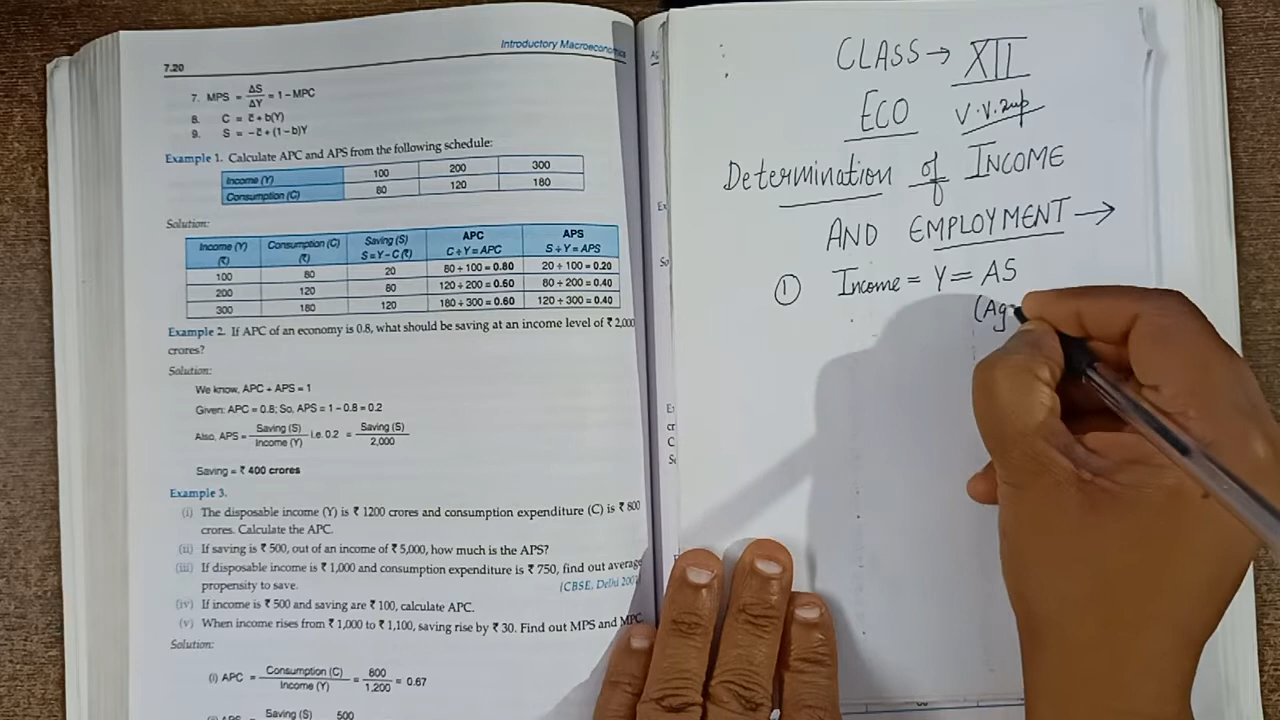 7.20
Introductory Macroeconomics
7. MPS = ΔS/ΔY = 1 – MPC
8. C = c̄ + b(Y)
9. S = –c̄ + (1 – b)Y
Example 1. Calculate APC and APS from the following schedule:
Income (Y) 100 200 300
Consumption (C) 80 120 180
Solution:
Income (Y) (₹) Consumption (C) (₹) Saving (S) S = Y – C (₹) APC C ÷ Y = APC APS S ÷ Y = APS
100 80 20 80 ÷ 100 = 0.80 20 ÷ 100 = 0.20
200 120 80 120 ÷ 200 = 0.60 80 ÷ 200 = 0.40
300 180 120 180 ÷ 300 = 0.60 120 ÷ 300 = 0.40
Example 2. If APC of an economy is 0.8, what should be saving at an income level of ₹ 2,000
crores?
Solution:
We know, APC + APS = 1
Given: APC = 0.8; So, APS = 1 – 0.8 = 0.2
Also, APS = Saving (S)/Income (Y) i.e. 0.2 = Saving (S)/2,000
Saving = ₹ 400 crores
Example 3.
(i) The disposable income (Y) is ₹ 1200 crores and consumption expenditure (C) is ₹ 800
crores. Calculate the APC.
(ii) If saving is ₹ 500, out of an income of ₹ 5,000, how much is the APS?
(iii) If disposable income is ₹ 1,000 and consumption expenditure is ₹ 750, find out average
propensity to save.
(CBSE, Delhi
(iv) If income is ₹ 500 and saving are ₹ 100, calculate APC.
(v) When income rises from ₹ 1,000 to ₹ 1,100, saving rise by ₹ 30. Find out MPS and MPC
Solution:
(i) APC = Consumption (C)/Income (Y) = 800/1,200 = 0.67
Saving (S) 500
CLASS → XII
ECO V.V.Imp
Determination of INCOME
AND EMPLOYMENT →
① Income = Y = AS
(Ag